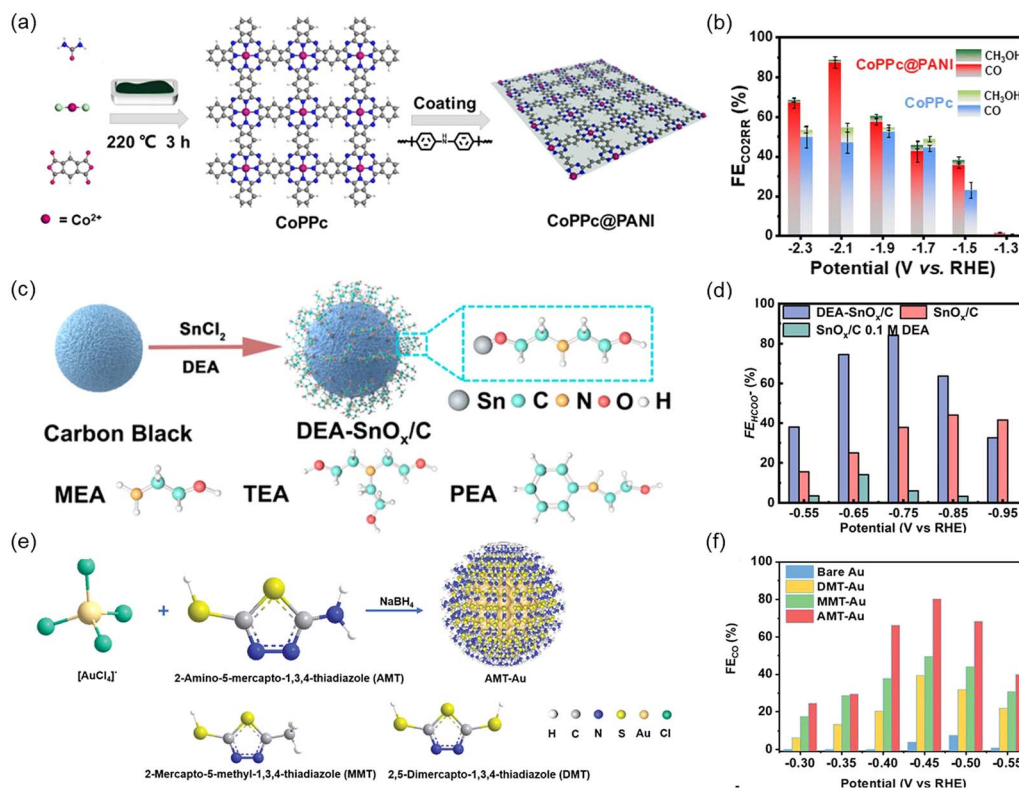 (a)
220 °C 3 h
= Co²⁺
CoPPc
Coating
N
H
CoPPc@PANI
(b)
100
80
60
40
20
0
FE_CO2RR (%)
CoPPc@PANI
CH₃OH
CO
CoPPc
CH₃OH
CO
-2.3 -2.1 -1.9 -1.7 -1.5 -1.3
Potential (V vs. RHE)
(c)
SnCl₂
DEA
Carbon Black
DEA-SnOₓ/C
Sn C N O H
MEA TEA PEA
(d)
100
80
60
40
20
0
FE_HCOO⁻ (%)
DEA-SnOₓ/C SnOₓ/C
SnOₓ/C 0.1 M DEA
-0.55 -0.65 -0.75 -0.85 -0.95
Potential (V vs RHE)
(e)
[AuCl₄]⁻
+
NaBH₄
2-Amino-5-mercapto-1,3,4-thiadiazole (AMT)
AMT-Au
H C N S Au Cl
2-Mercapto-5-methyl-1,3,4-thiadiazole (MMT)
2,5-Dimercapto-1,3,4-thiadiazole (DMT)
(f)
100
80
60
40
20
0
FE_CO (%)
Bare Au
DMT-Au
MMT-Au
AMT-Au
-0.30 -0.35 -0.40 -0.45 -0.50 -0.55
Potential (V vs RHE)